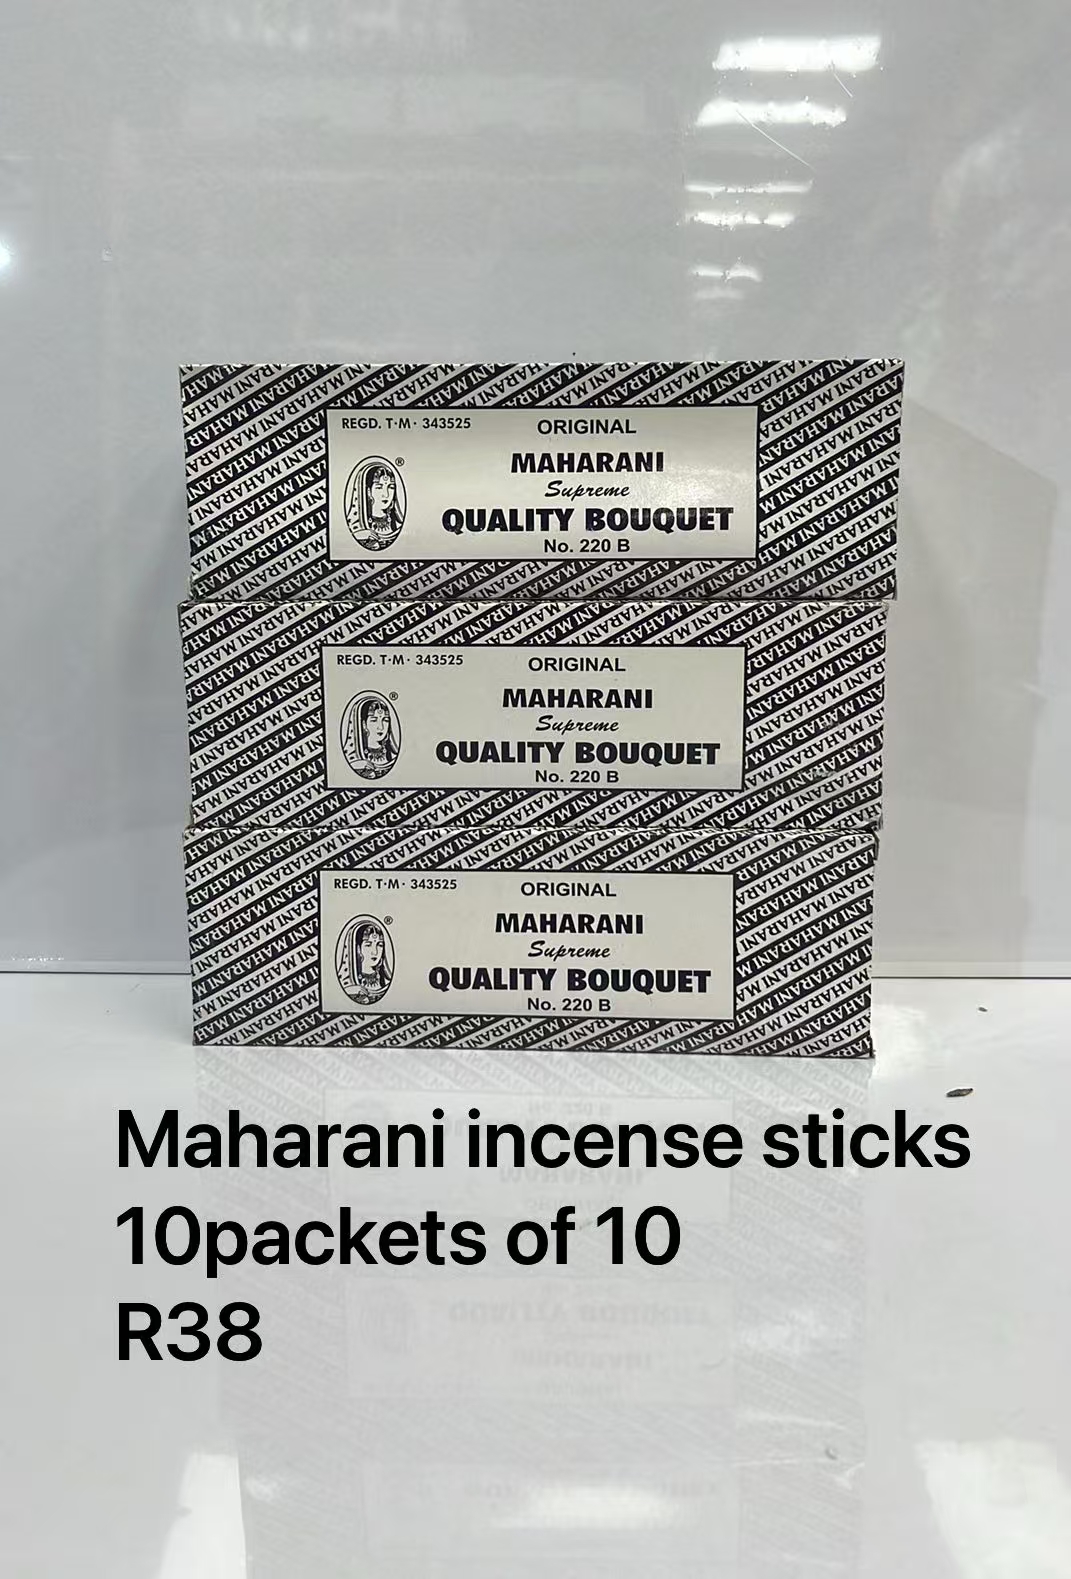 REGD. T·M· 343525
ORIGINAL
®
MAHARANI
Supreme
QUALITY BOUQUET
No. 220 B
REGD. T·M· 343525
ORIGINAL
®
MAHARANI
Supreme
QUALITY BOUQUET
No. 220 B
REGD. T·M· 343525
ORIGINAL
®
MAHARANI
Supreme
QUALITY BOUQUET
No. 220 B
Maharani incense sticks
10packets of 10
R38